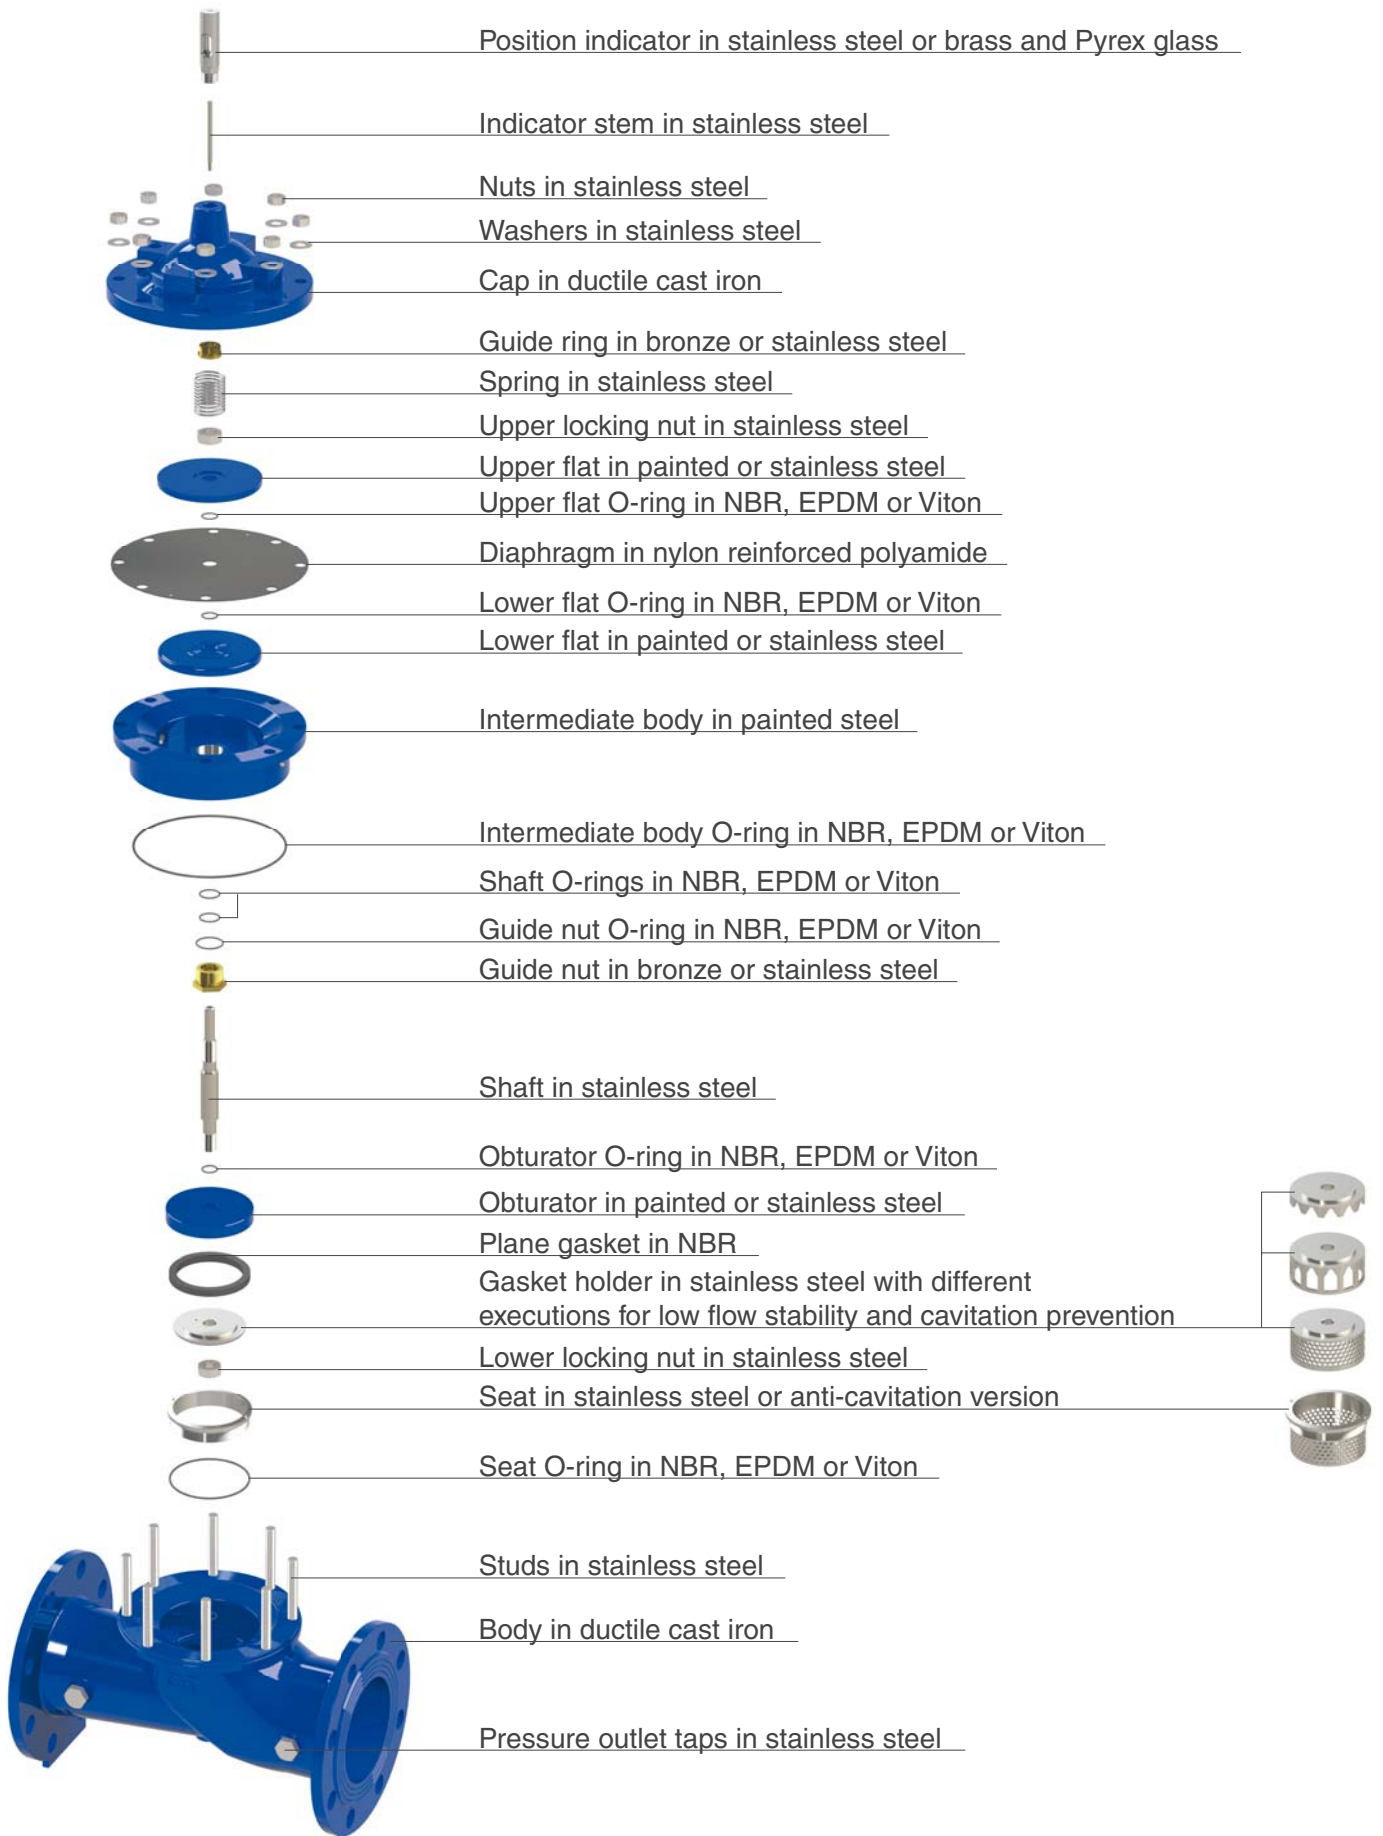 Position indicator in stainless steel or brass and Pyrex glass
Indicator stem in stainless steel
Nuts in stainless steel
Washers in stainless steel
Cap in ductile cast iron
Guide ring in bronze or stainless steel
Spring in stainless steel
Upper locking nut in stainless steel
Upper flat in painted or stainless steel
Upper flat O-ring in NBR, EPDM or Viton
Diaphragm in nylon reinforced polyamide
Lower flat O-ring in NBR, EPDM or Viton
Lower flat in painted or stainless steel
Intermediate body in painted steel
Intermediate body O-ring in NBR, EPDM or Viton
Shaft O-rings in NBR, EPDM or Viton
Guide nut O-ring in NBR, EPDM or Viton
Guide nut in bronze or stainless steel
Shaft in stainless steel
Obturator O-ring in NBR, EPDM or Viton
Obturator in painted or stainless steel
Plane gasket in NBR
Gasket holder in stainless steel with different
executions for low flow stability and cavitation prevention
Lower locking nut in stainless steel
Seat in stainless steel or anti-cavitation version
Seat O-ring in NBR, EPDM or Viton
Studs in stainless steel
Body in ductile cast iron
Pressure outlet taps in stainless steel